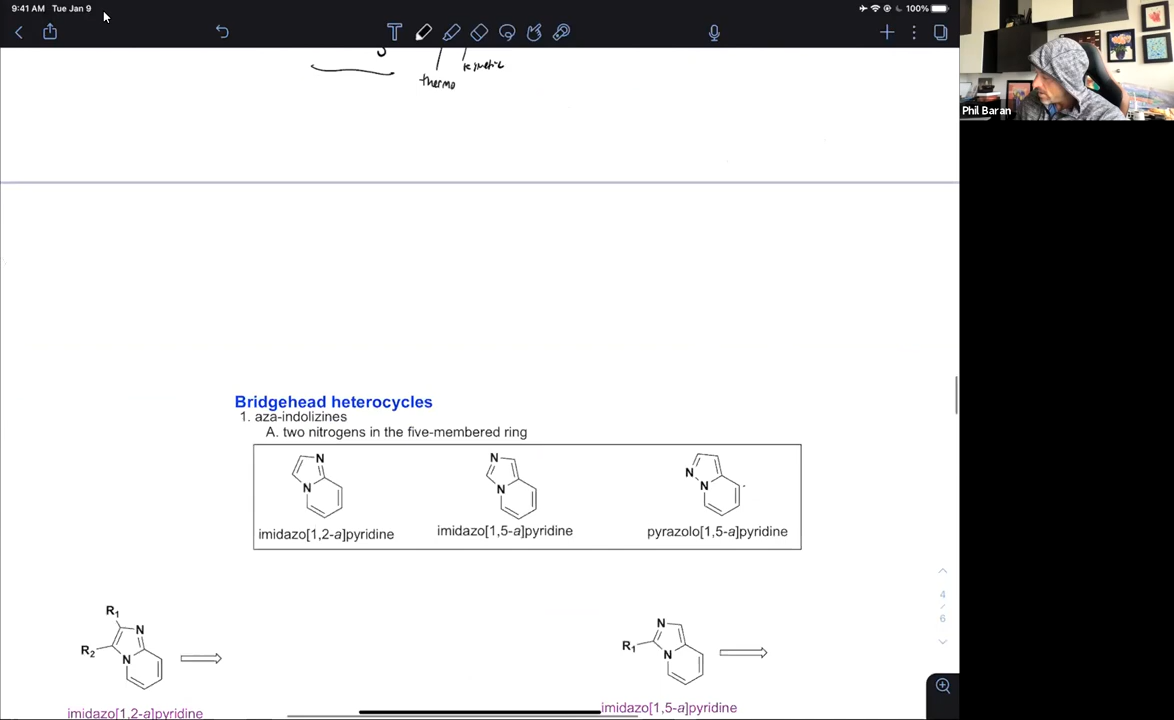 9:41 AM Tue Jan 9
100%
T
kinetic
thermo
Phil Baran
Bridgehead heterocycles
1. aza-indolizines
A. two nitrogens in the five-membered ring
N
N
N
N
N
N
imidazo[1,2-a]pyridine
imidazo[1,5-a]pyridine
pyrazolo[1,5-a]pyridine
4
/
6
R1
N
R2
N
N
R1
N
imidazo[1,2-a]pyridine
imidazo[1,5-a]pyridine